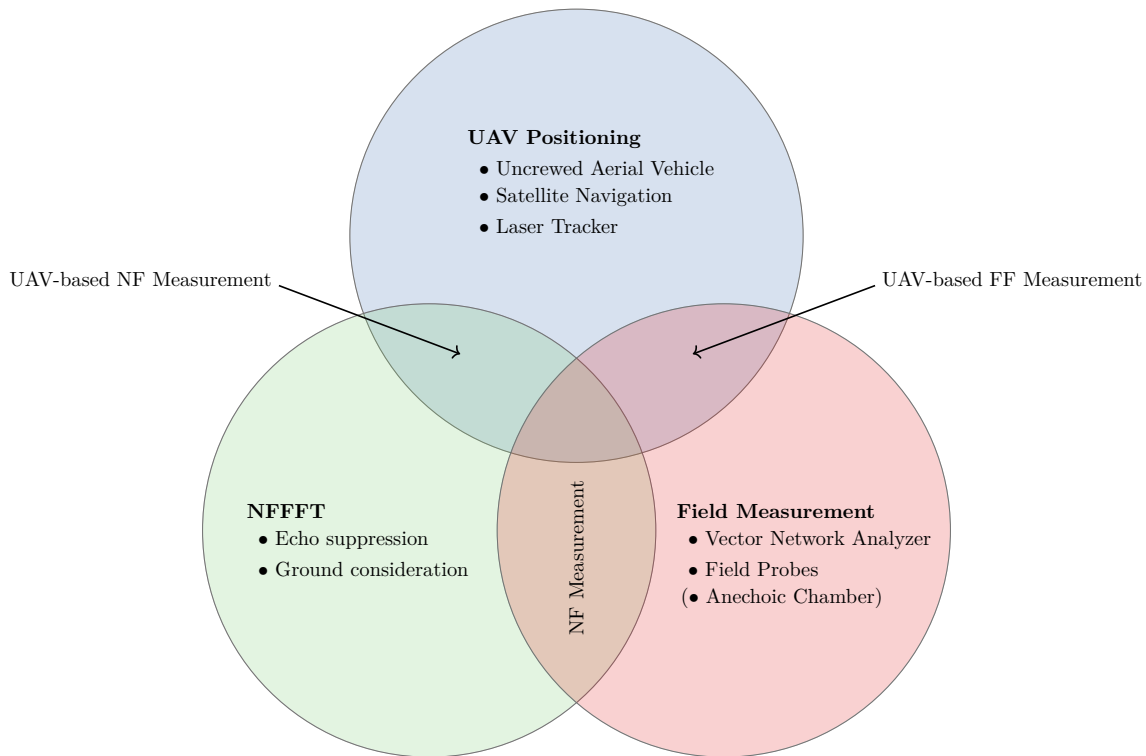 UAV Positioning
• Uncrewed Aerial Vehicle
• Satellite Navigation
• Laser Tracker
UAV-based NF Measurement
UAV-based FF Measurement
NFFFT
• Echo suppression
• Ground consideration
NF Measurement
Field Measurement
• Vector Network Analyzer
• Field Probes
(• Anechoic Chamber)